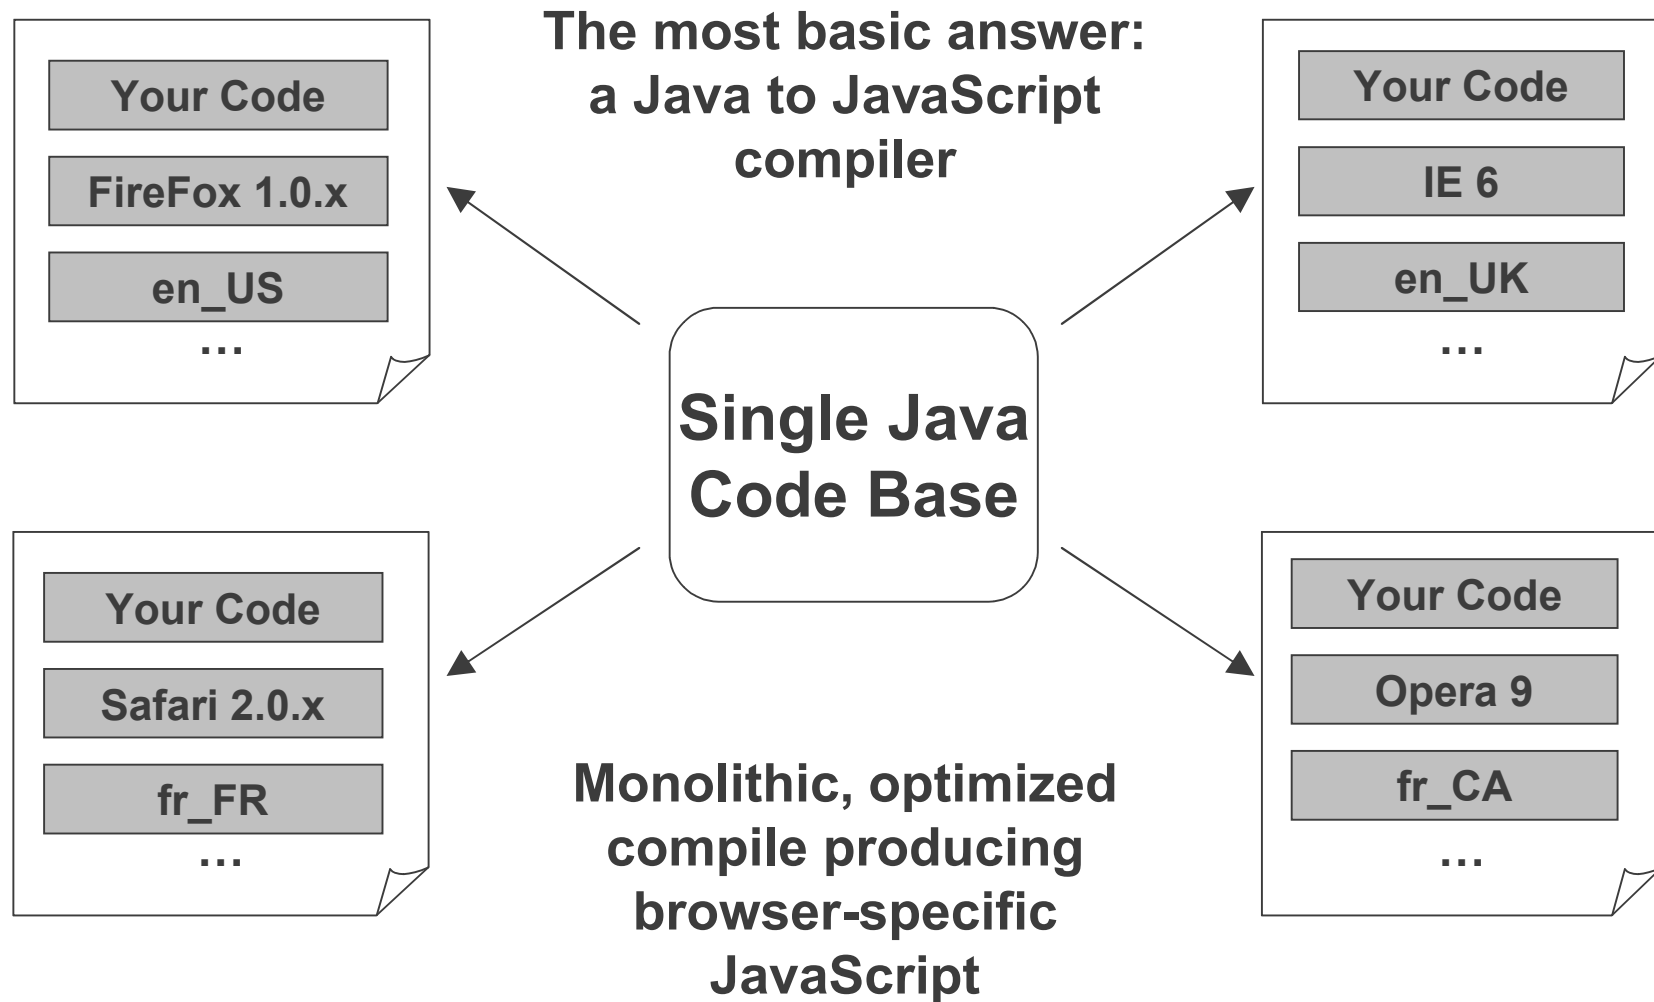 The most basic answer:
a Java to JavaScript
compiler
Your Code
FireFox 1.0.x
en_US
...
Your Code
IE 6
en_UK
...
Single Java
Code Base
Your Code
Safari 2.0.x
fr_FR
...
Your Code
Opera 9
fr_CA
...
Monolithic, optimized
compile producing
browser-specific
JavaScript